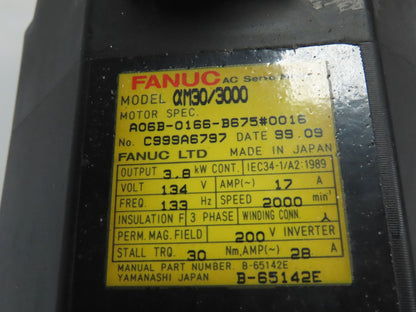 FANUC AC Servo M
MODEL αM30/3000
MOTOR SPEC.
A06B-0166-B675#0016
No. C999A6797 DATE 99.09
FANUC LTD MADE IN JAPAN
OUTPUT 3.8 kW CONT. IEC34-1/A2:1989
VOLT 134 V AMP(~) 17 A
FREQ. 133 Hz SPEED 2000 min⁻¹
INSULATION F 3 PHASE WINDING CONN. Y
PERM. MAG. FIELD 200 V INVERTER
STALL TRQ. 30 Nm, AMP(~) 28 A
MANUAL PART NUMBER. B-65142E
YAMANASHI JAPAN B-65142E